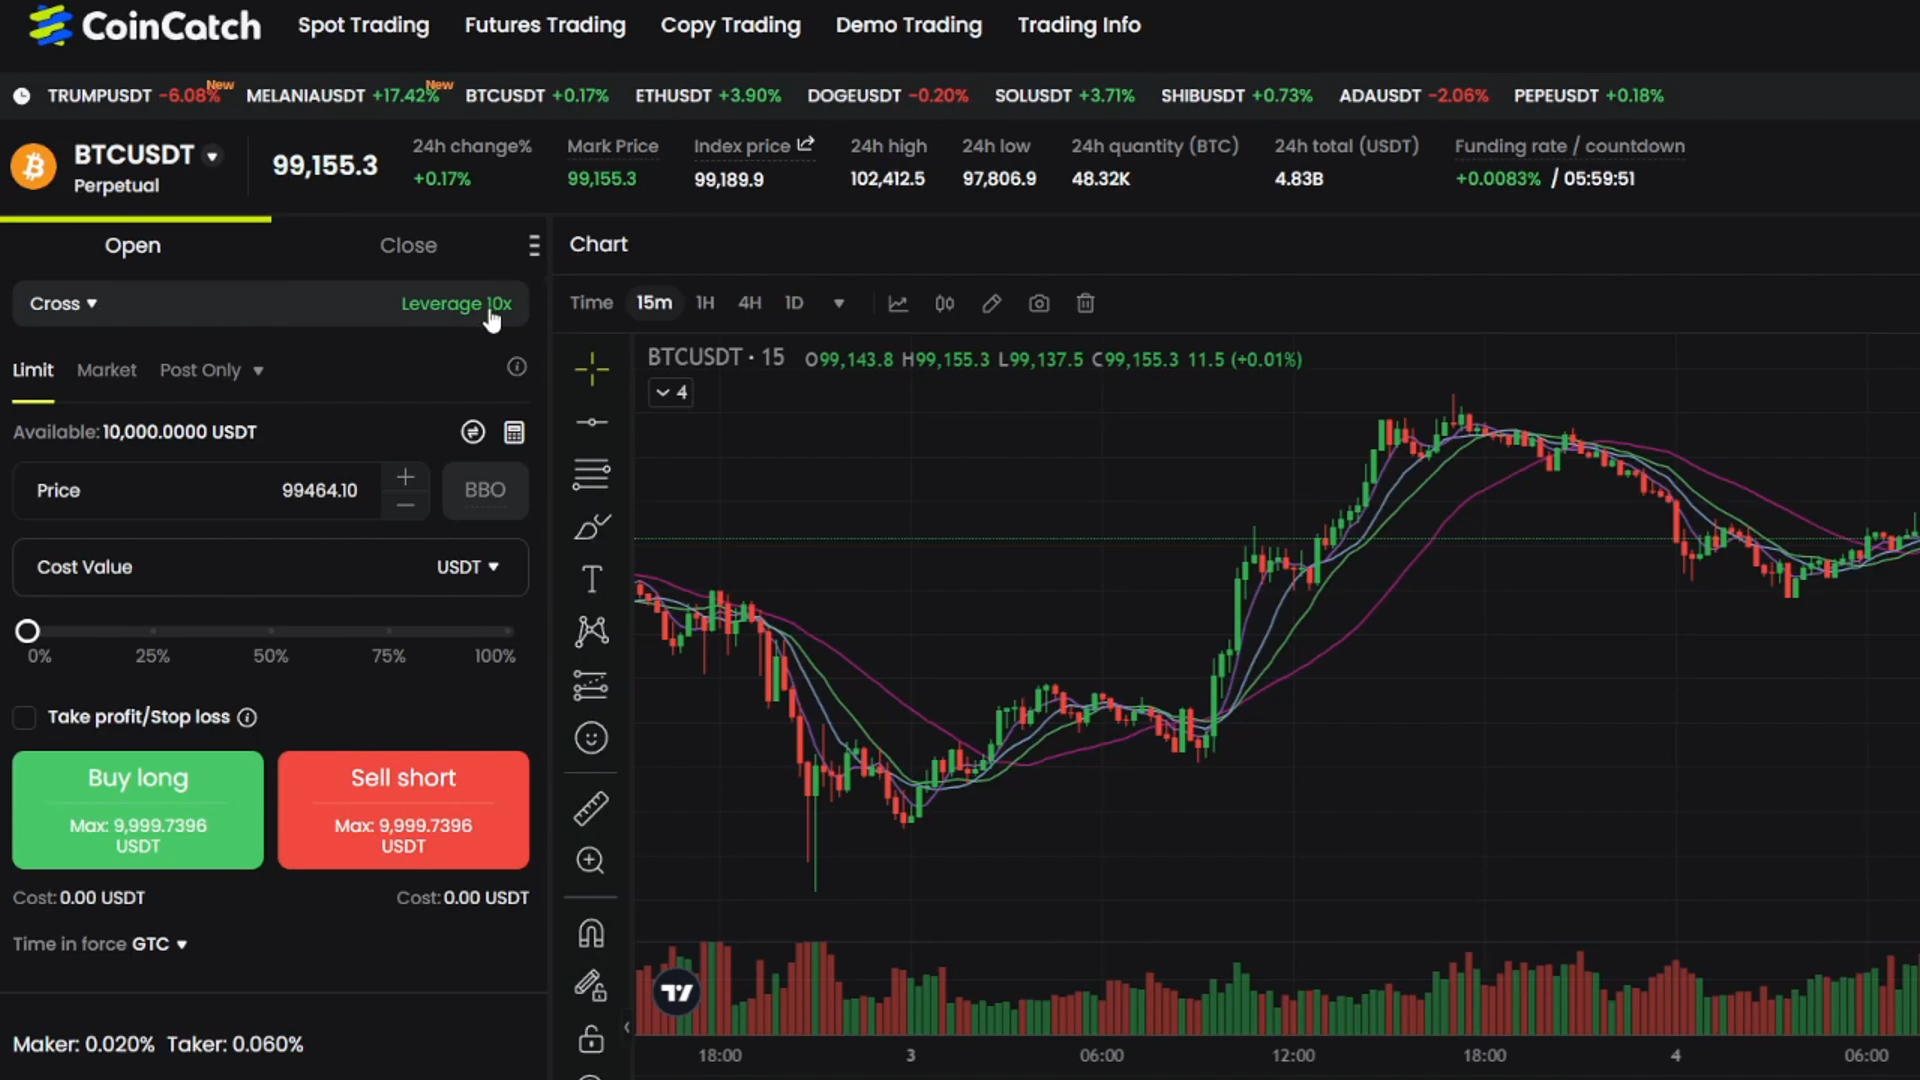 CoinCatch Spot Trading Futures Trading Copy Trading Demo Trading Trading Info
TRUMPUSDT -6.08% New MELANIAUSDT +17.42% New BTCUSDT +0.17% ETHUSDT +3.90% DOGEUSDT -0.20% SOLUSDT +3.71% SHIBUSDT +0.73% ADAUSDT -2.06% PEPEUSDT +0.18%
BTCUSDT
Perpetual
99,155.3
24h change% Mark Price Index price 24h high 24h low 24h quantity (BTC) 24h total (USDT) Funding rate / countdown
+0.17% 99,155.3 99,189.9 102,412.5 97,806.9 48.32K 4.83B +0.0083% / 05:59:51
Open Close
Chart
Cross Leverage 10x
Time 15m 1H 4H 1D
Limit Market Post Only
BTCUSDT · 15 O99,143.8 H99,155.3 L99,137.5 C99,155.3 11.5 (+0.01%)
4
Available: 10,000.0000 USDT
Price 99464.10 BBO
Cost Value USDT
0% 25% 50% 75% 100%
Take profit/Stop loss
Buy long
Max: 9,999.7396
USDT
Sell short
Max: 9,999.7396
USDT
Cost: 0.00 USDT Cost: 0.00 USDT
Time in force GTC
Maker: 0.020% Taker: 0.060%
18:00 3 06:00 12:00 18:00 4 06:00